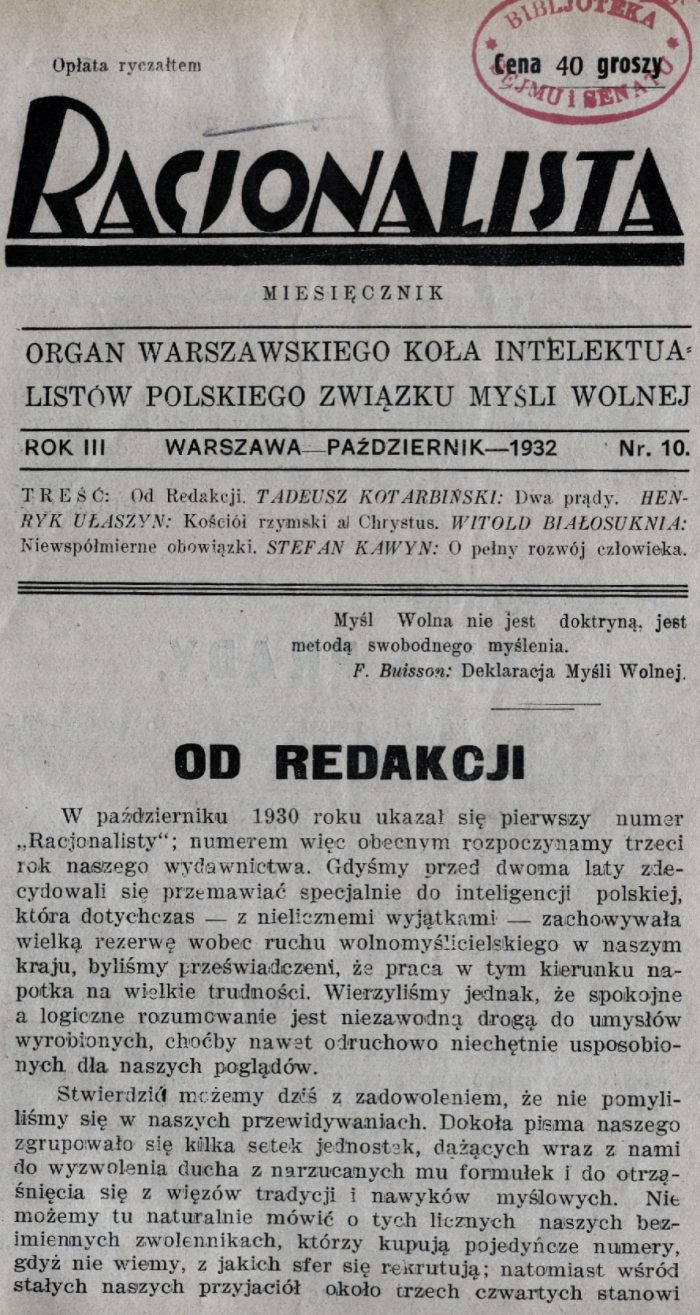 BIBLJOTEKA
SEJMU i SENATU
Opłata ryczałtem
Cena 40 groszy
RACJONALISTA
MIESIĘCZNIK
ORGAN WARSZAWSKIEGO KOŁA INTELEKTUA-
LISTÓW POLSKIEGO ZWIĄZKU MYŚLI WOLNEJ
ROK III WARSZAWA—PAŹDZIERNIK—1932 Nr. 10.
TREŚĆ: Od Redakcji. TADEUSZ KOTARBIŃSKI: Dwa prądy. HEN-
RYK UŁASZYN: Kościói rzymski a Chrystus. WITOLD BIAŁOSUKNIA:
Niewspółmierne obowiązki. STEFAN KAWYN: O pełny rozwój człowieka.
Myśl Wolna nie jest doktryną, jest
metodą swobodnego myślenia.
F. Buisson: Deklaracja Myśli Wolnej.
OD REDAKCJI
W październiku 1930 roku ukazał się pierwszy numer
„Racjonalisty“; numerem więc obecnym rozpoczynamy trzeci
rok naszego wydawnictwa. Gdyśmy przed dwoma laty zde-
cydowali się przemawiać specjalnie do inteligencji polskiej,
która dotychczas — z nielicznemi wyjątkami — zachowywała
wielką rezerwę wobec ruchu wolnomyślicielskiego w naszym
kraju, byliśmy przeświadczeni, że praca w tym kierunku na-
potka na wielkie trudności. Wierzyliśmy jednak, że spokojne
a logiczne rozumowanie jest niezawodną drogą do umysłów
wyrobionych, choćby nawet odruchowo niechętnie usposobio-
nych dla naszych poglądów.
Stwierdzić możemy dziś z zadowoleniem, że nie pomyli-
liśmy się w naszych przewidywaniach. Dokoła pisma naszego
zgrupowało się kilka setek jednostek, dążących wraz z nami
do wyzwolenia ducha z narzucanych mu formułek i do otrzą-
śnięcia się z więzów tradycji i nawyków myślowych. Nie
możemy tu naturalnie mówić o tych licznych naszych bez-
imiennych zwolennikach, którzy kupują pojedyńcze numery,
gdyż nie wiemy, z jakich sfer się rekrutują; natomiast wśród
stałych naszych przyjaciół około trzech czwartych stanowi